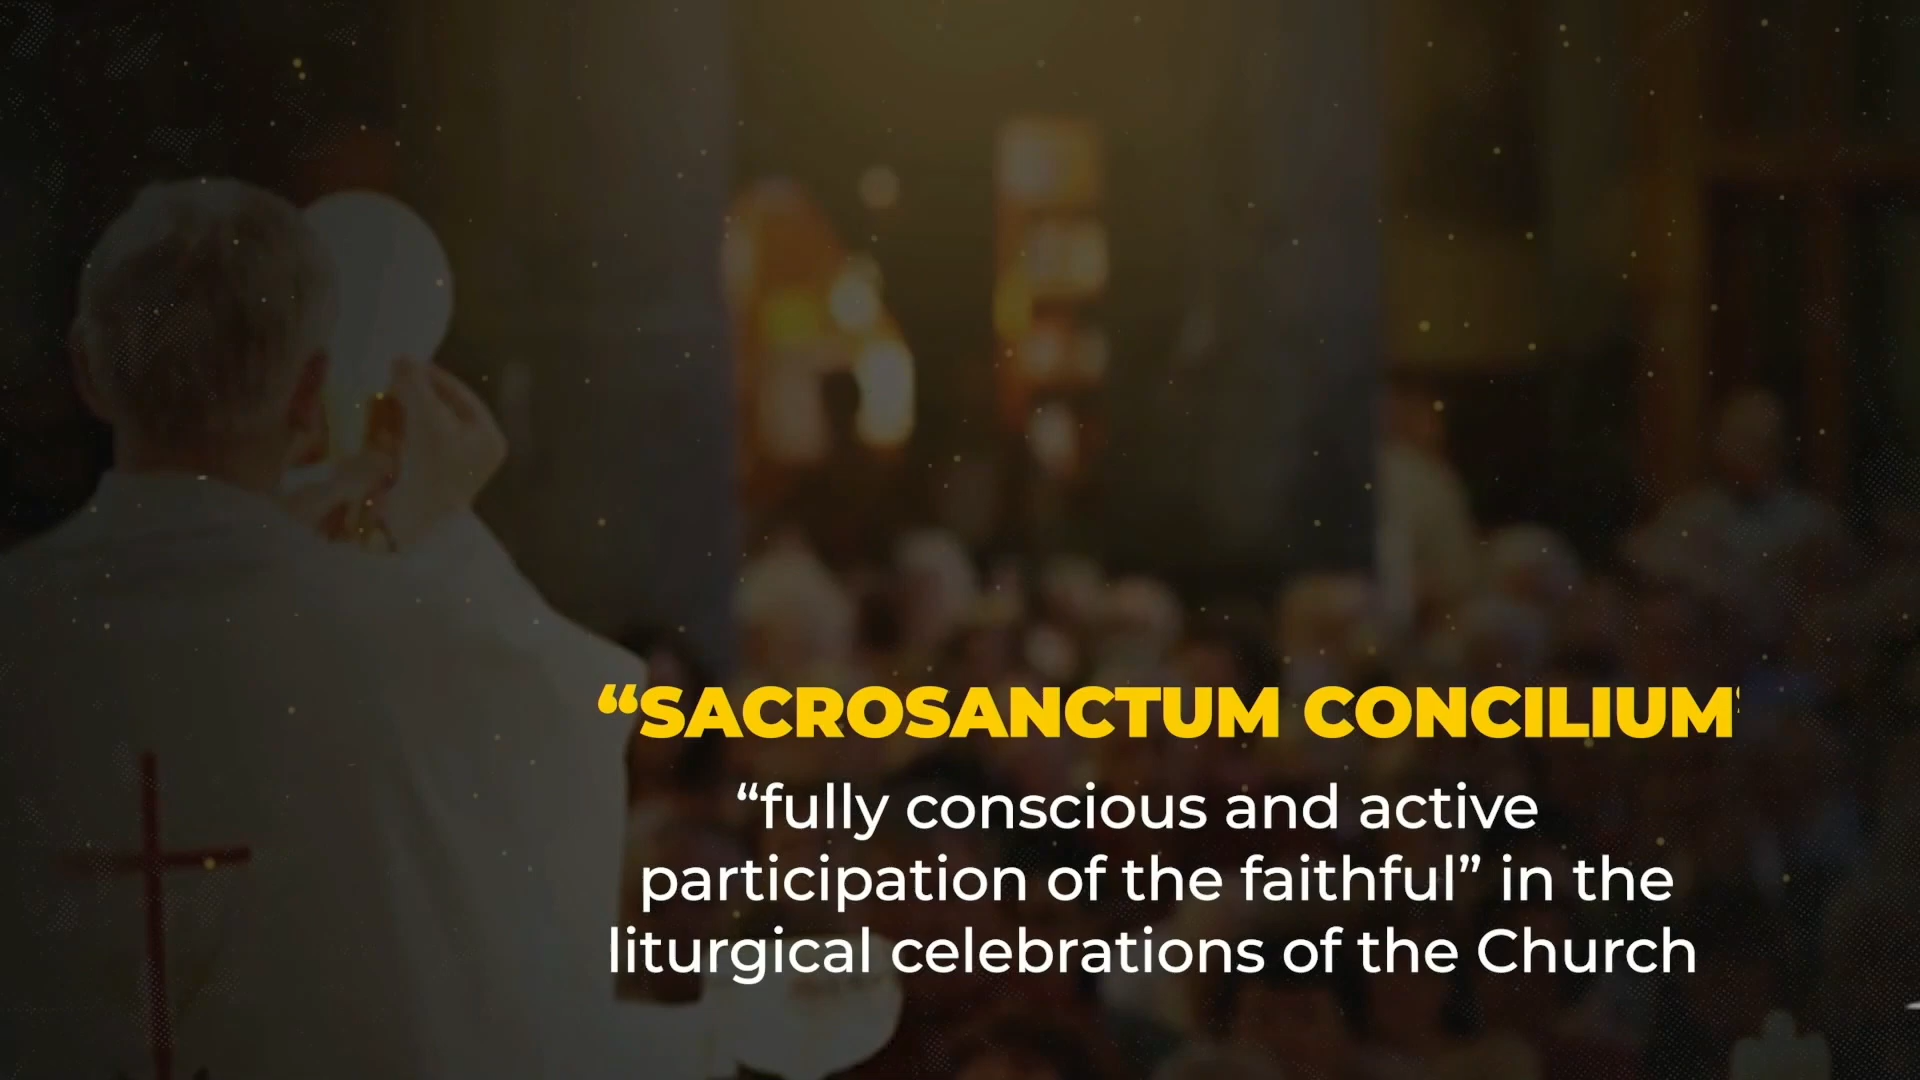 “SACROSANCTUM CONCILIUM”
“fully conscious and active
participation of the faithful” in the
liturgical celebrations of the Church